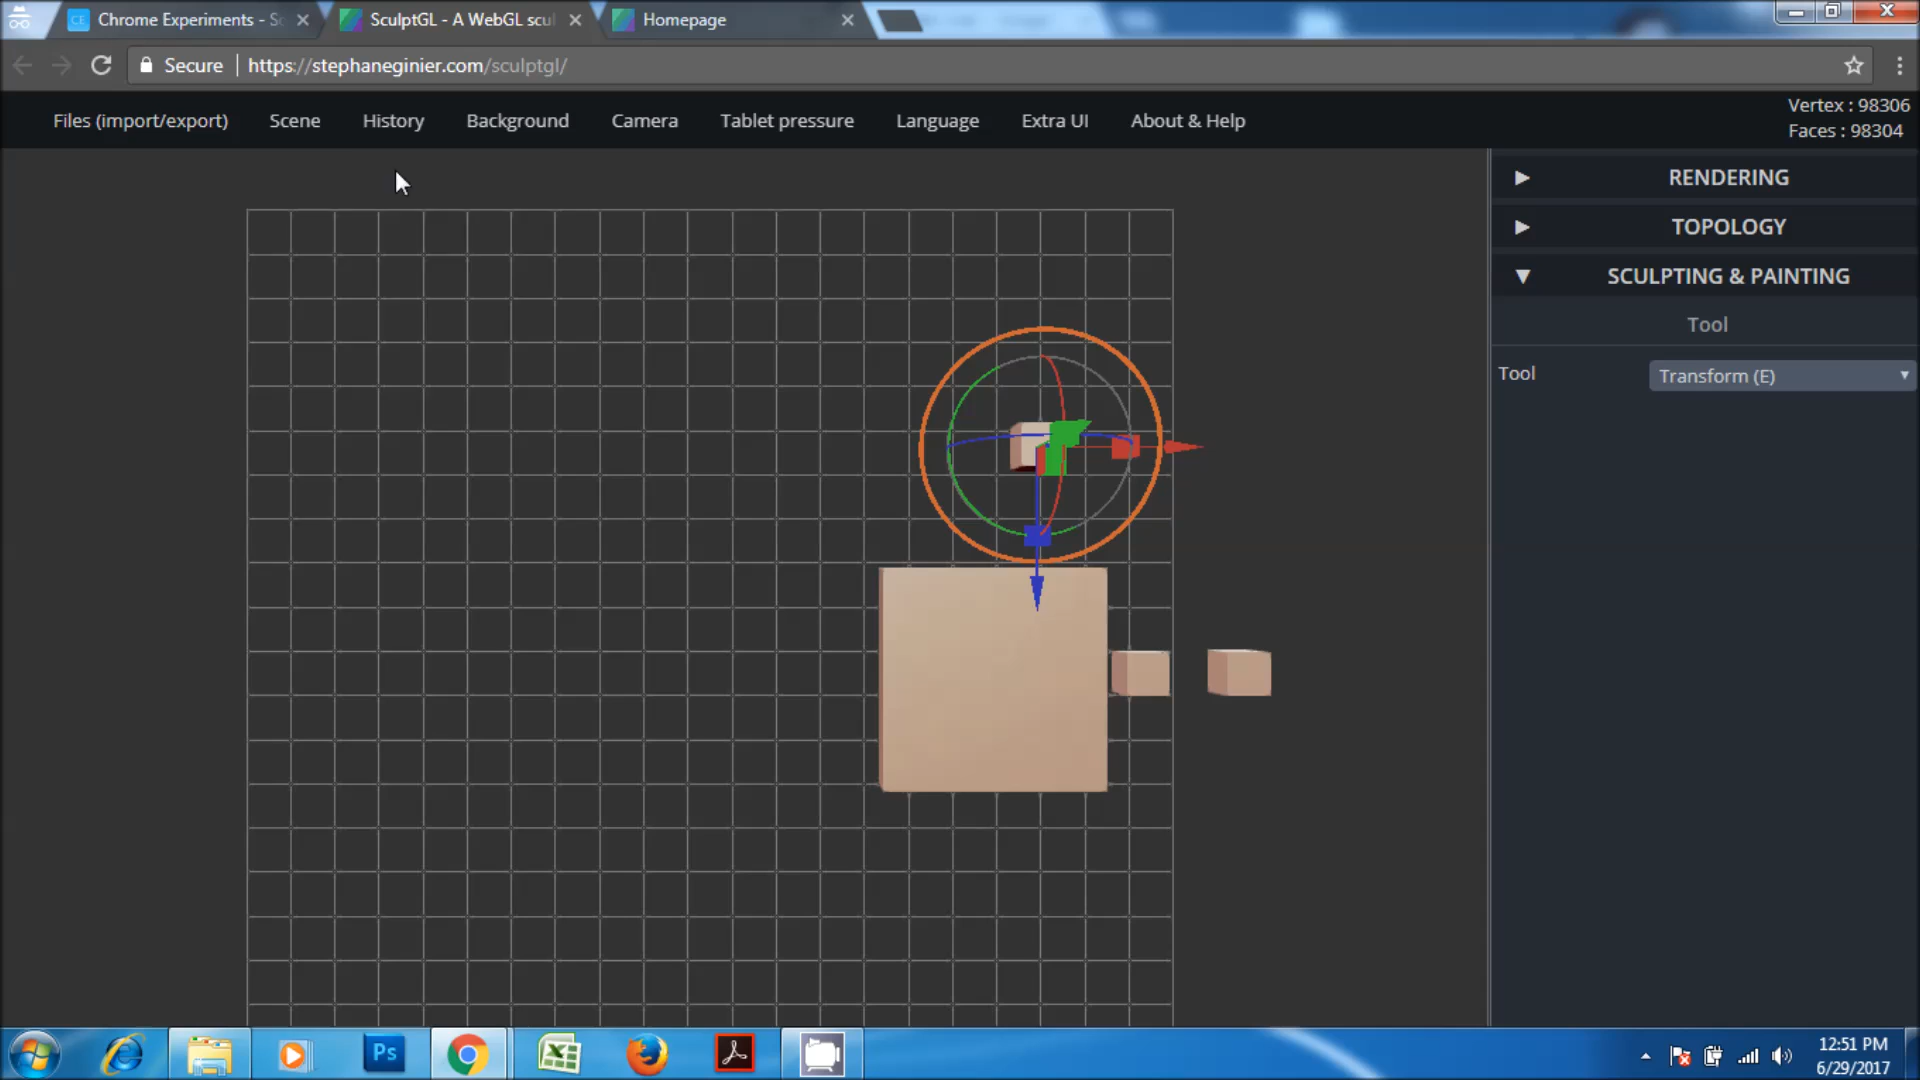 Chrome Experiments - Sc
SculptGL - A WebGL scul
Homepage
Secure
https://stephaneginier.com/sculptgl/
Files (import/export)
Scene
History
Background
Camera
Tablet pressure
Language
Extra UI
About & Help
Vertex : 98306
Faces : 98304
RENDERING
TOPOLOGY
SCULPTING & PAINTING
Tool
Tool
Transform (E)
Ps
12:51 PM
6/29/2017